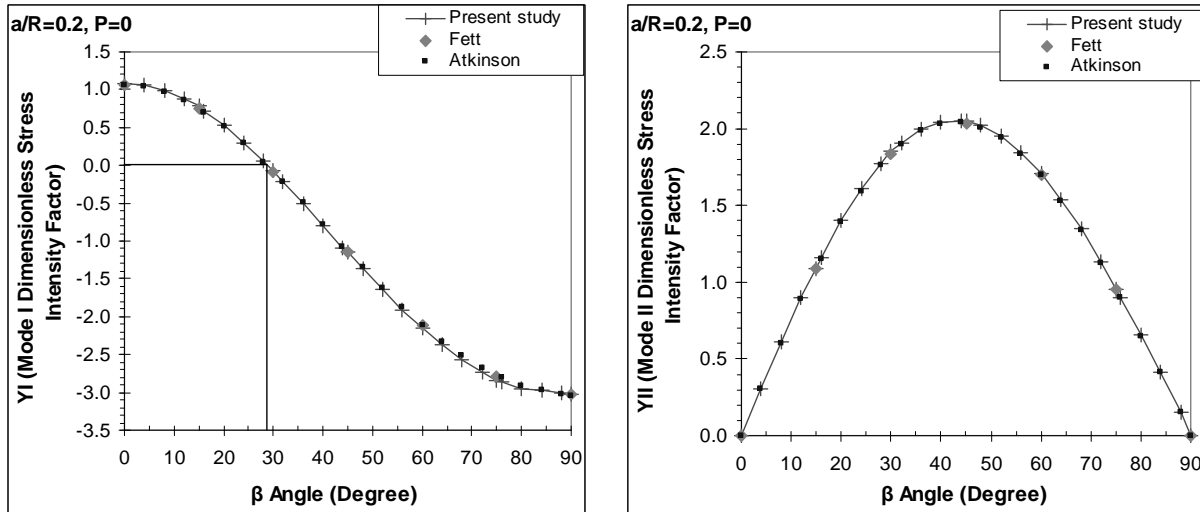 a/R=0.2, P=0
Present study
Fett
Atkinson
YI (Mode I Dimensionless Stress
Intensity Factor)
1.5
1.0
0.5
0.0
-0.5
-1.0
-1.5
-2.0
-2.5
-3.0
-3.5
0 10 20 30 40 50 60 70 80 90
β Angle (Degree)
a/R=0.2, P=0
Present study
Fett
Atkinson
YII (Mode II Dimensionless Stress
Intensity Factor)
2.5
2.0
1.5
1.0
0.5
0.0
0 10 20 30 40 50 60 70 80 90
β Angle (Degree)